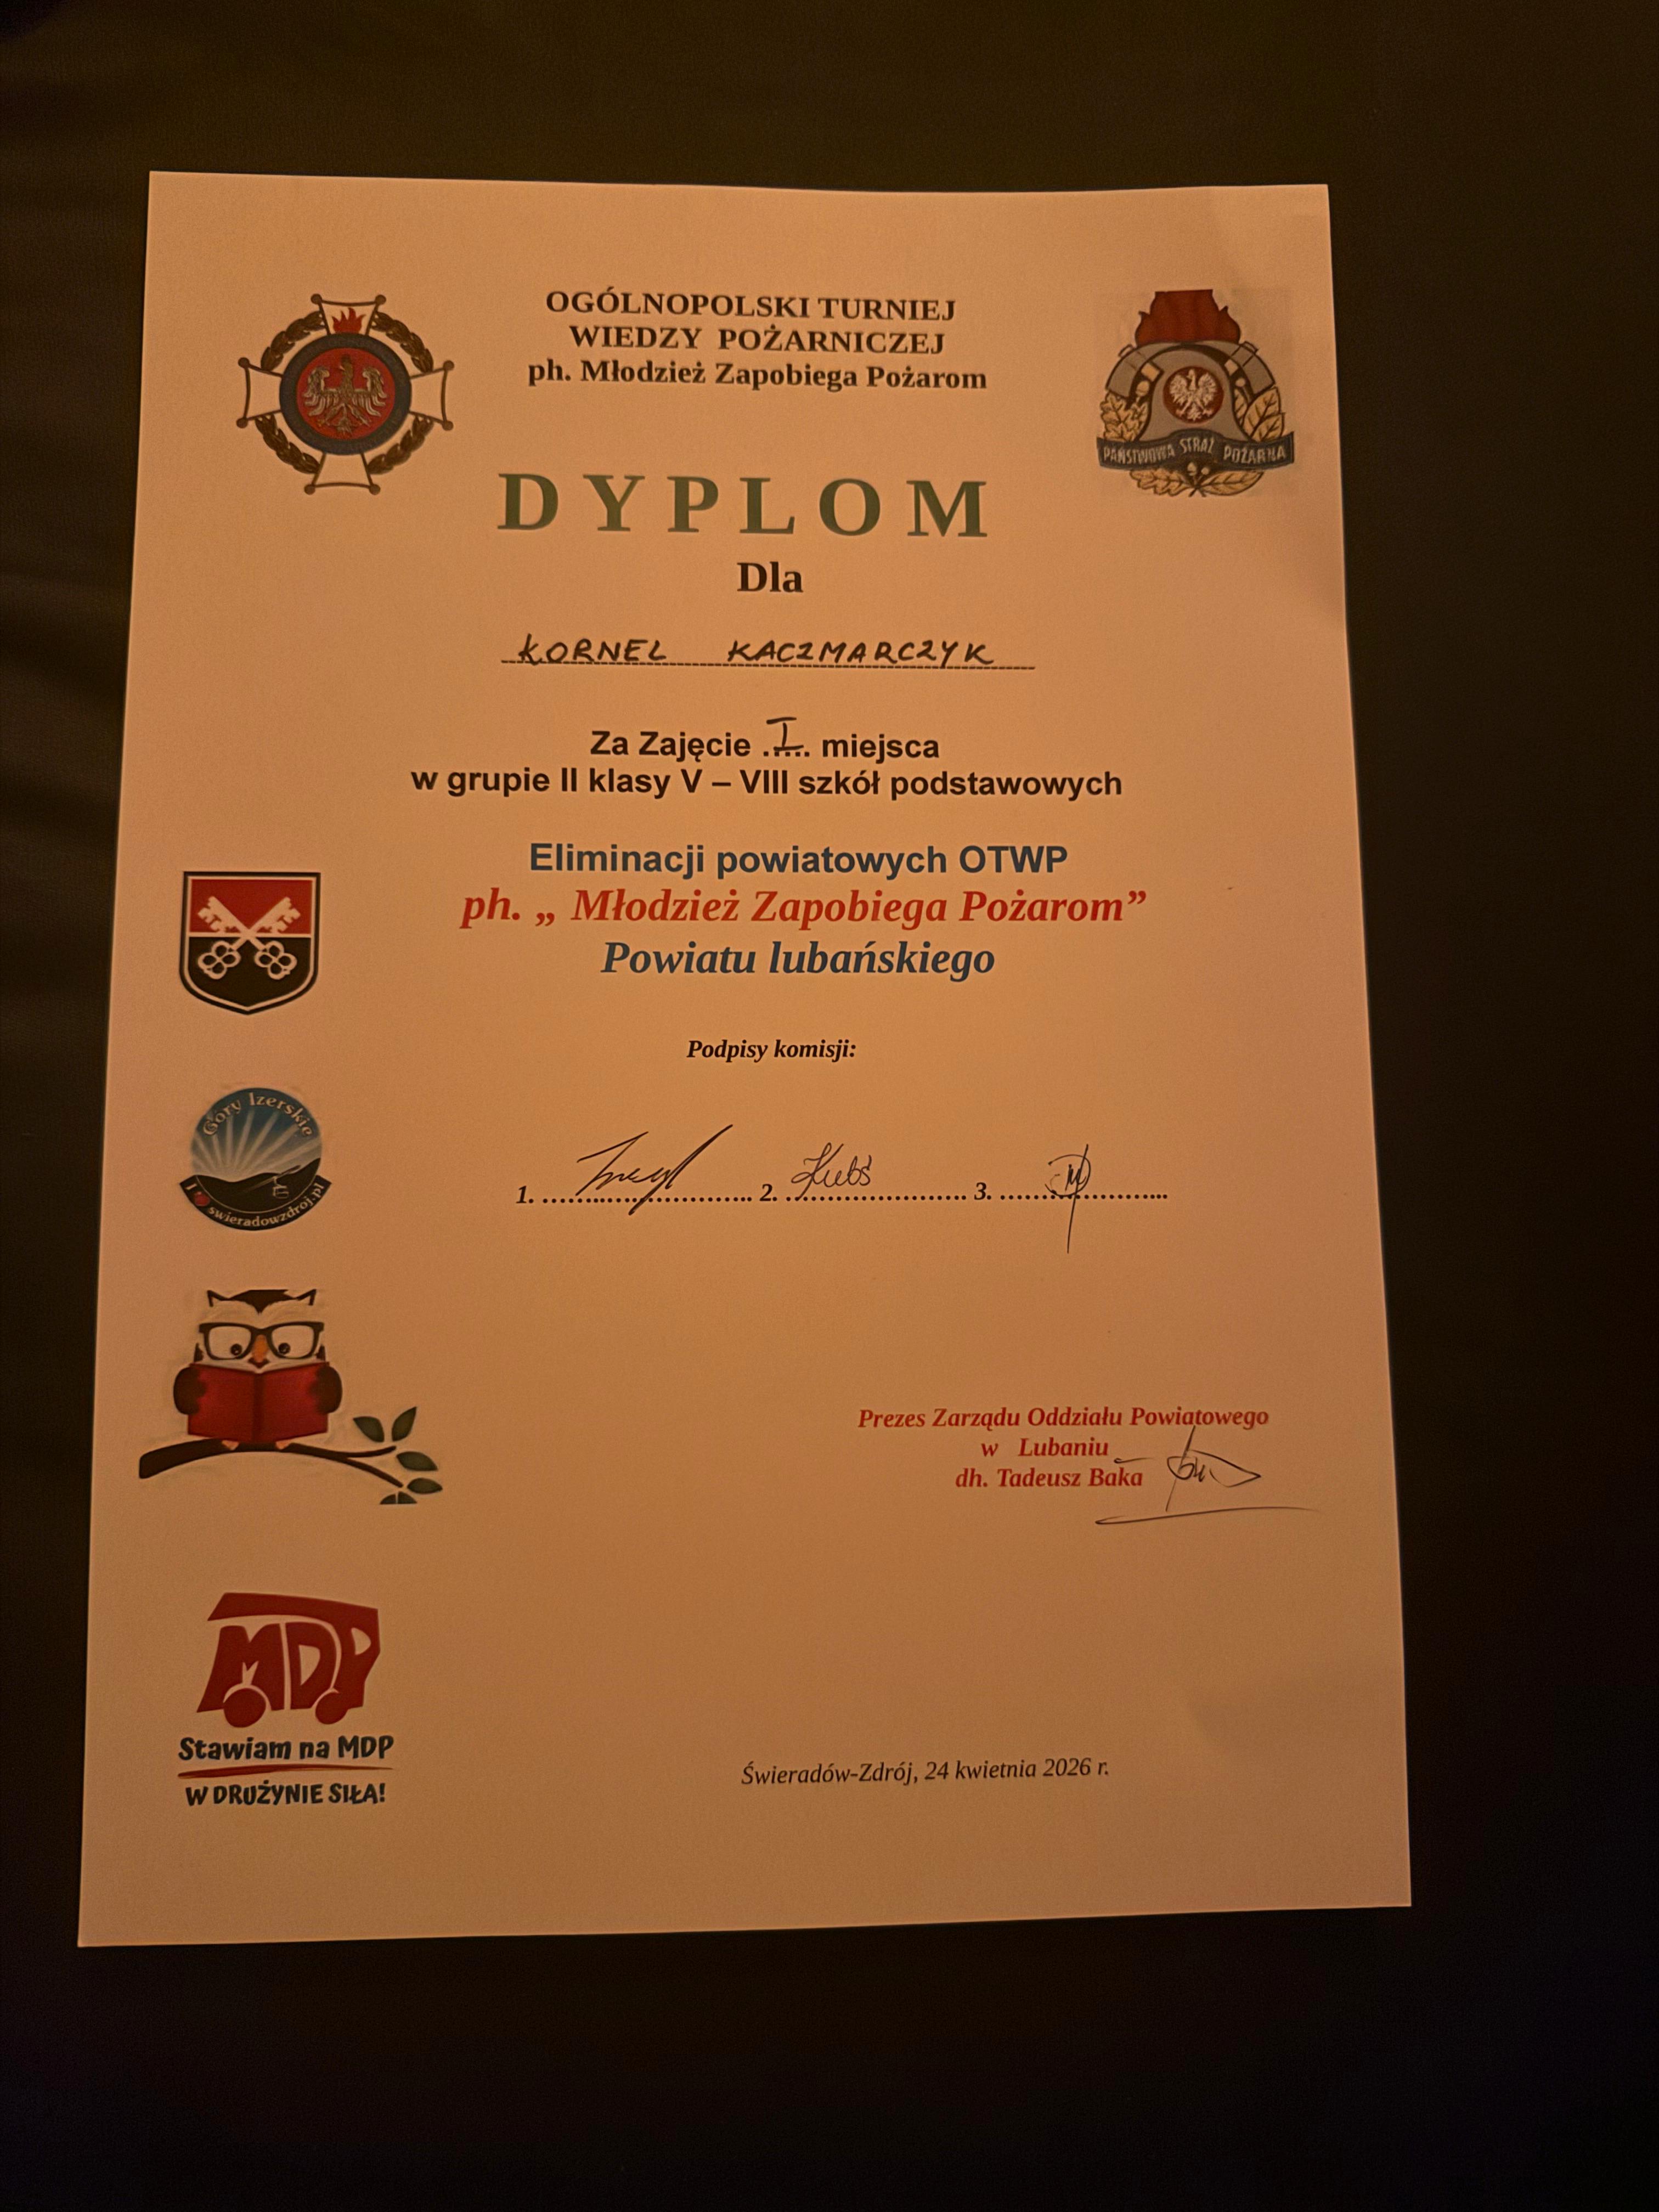 OGÓLNOPOLSKI TURNIEJ
WIEDZY POŻARNICZEJ
ph. Młodzież Zapobiega Pożarom
PAŃSTWOWA STRAŻ POŻARNA
DYPLOM
Dla
KORNEL KACZMARCZYK
Za Zajęcie .I.. miejsca
w grupie II klasy V – VIII szkół podstawowych
Eliminacji powiatowych OTWP
ph. „ Młodzież Zapobiega Pożarom”
Powiatu lubańskiego
Podpisy komisji:
Góry Izerskie
I
swieradowzdroj.pl
1. 2. 3.
Prezes Zarządu Oddziału Powiatowego
w Lubaniu
dh. Tadeusz Baka
MDP
Stawiam na MDP
W DRUŻYNIE SIŁA!
Świeradów-Zdrój, 24 kwietnia 2026 r.